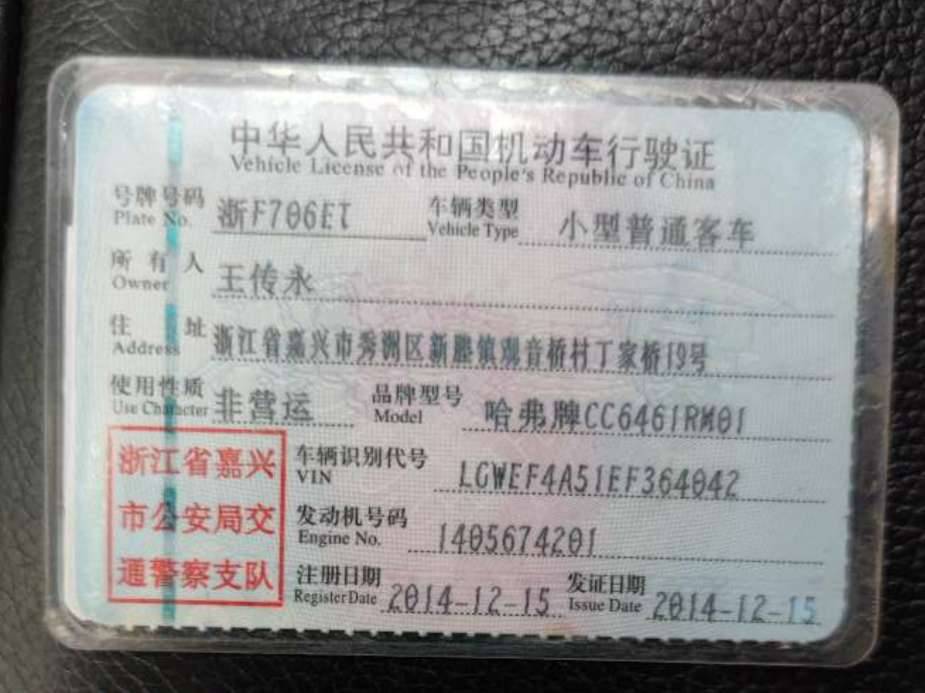 中华人民共和国机动车行驶证
Vehicle License of the People's Republic of China
号牌号码 浙F706ET 车辆类型 小型普通客车
Plate No. Vehicle Type
所有人 王传永
Owner
住址 浙江省嘉兴市秀洲区新塍镇观音桥村丁家桥19号
Address
使用性质 非营运 品牌型号 哈弗牌CC6461RM01
Use Character Model
浙江省嘉兴
市公安局交
通警察支队
车辆识别代号 LGWEF4A51EF364042
VIN
发动机号码 1405674201
Engine No.
注册日期 2014-12-15 发证日期 2014-12-15
Register Date Issue Date